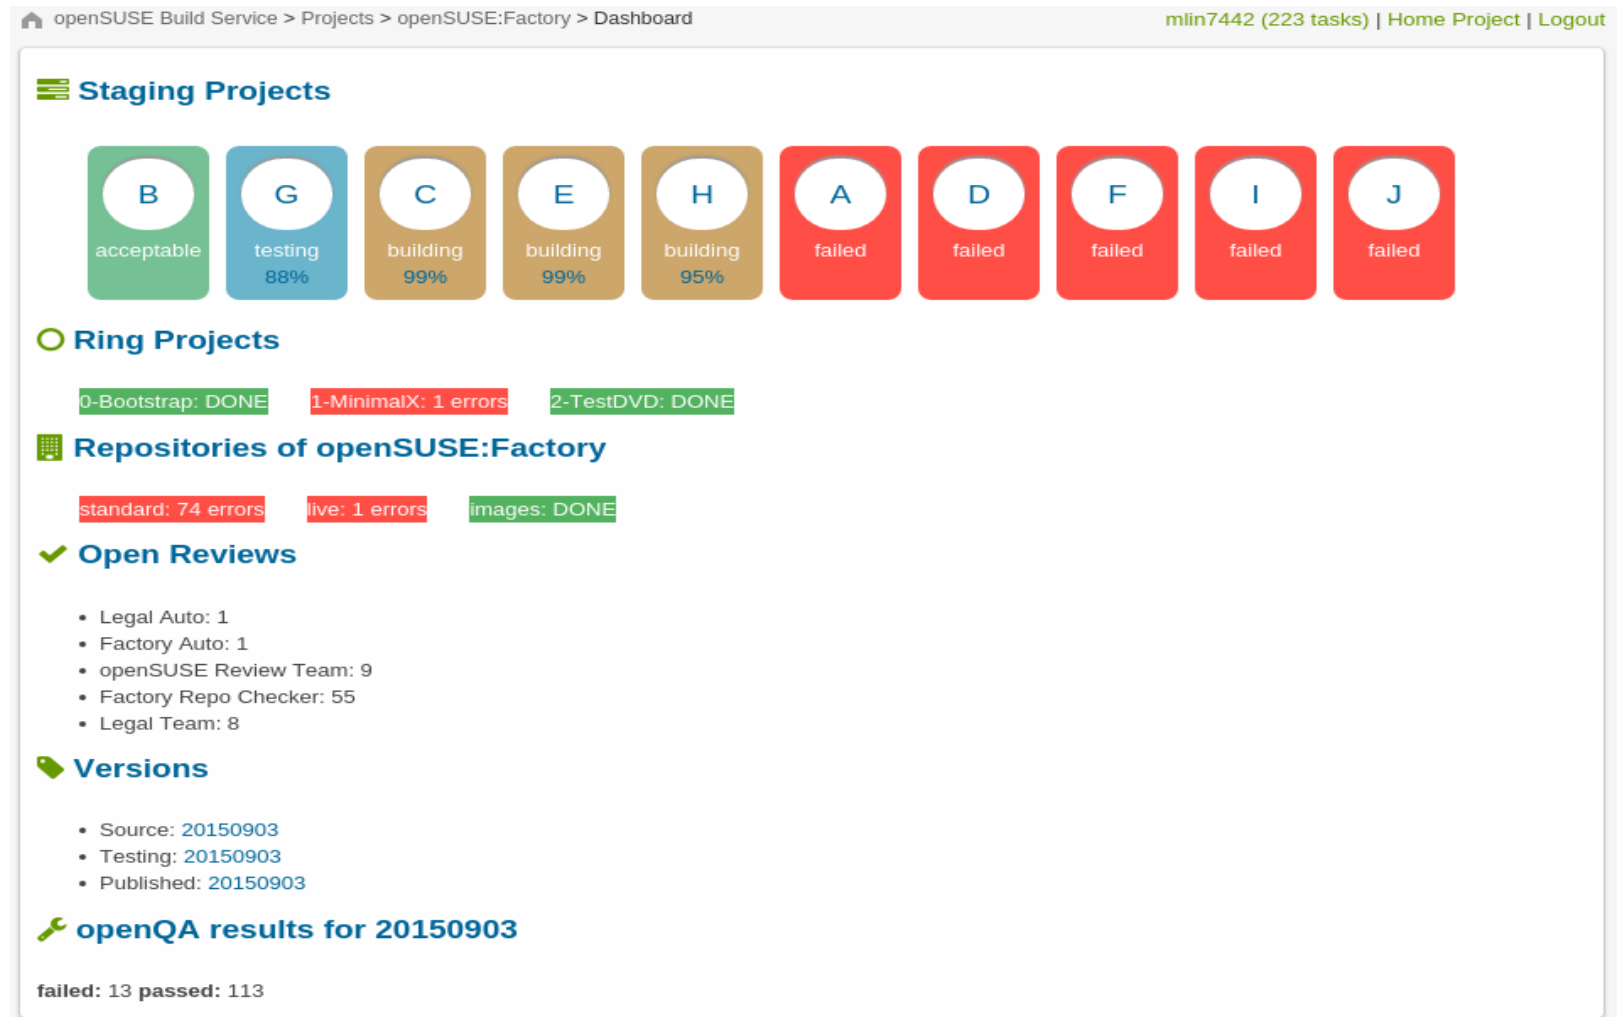 openSUSE Build Service > Projects > openSUSE:Factory > Dashboard
mlin7442 (223 tasks) | Home Project | Logout
Staging Projects
B G C E H A D F I J
acceptable testing building building building failed failed failed failed failed
88% 99% 99% 95%
Ring Projects
0-Bootstrap: DONE 1-MinimalX: 1 errors 2-TestDVD: DONE
Repositories of openSUSE:Factory
standard: 74 errors live: 1 errors images: DONE
Open Reviews
• Legal Auto: 1
• Factory Auto: 1
• openSUSE Review Team: 9
• Factory Repo Checker: 55
• Legal Team: 8
Versions
• Source: 20150903
• Testing: 20150903
• Published: 20150903
openQA results for 20150903
failed: 13 passed: 113